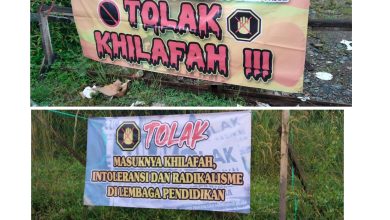 TOLAK
KHILAFAH !!!
TOLAK
MASUKNYA KHILAFAH,
INTOLERANSI DAN RADIKALISME
DI LEMBAGA PENDIDIKAN